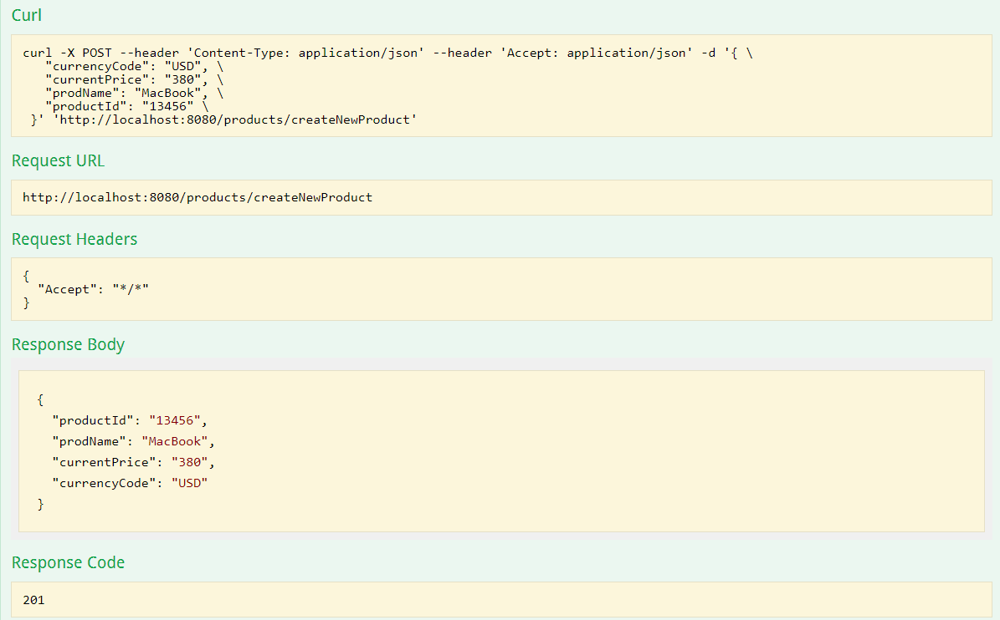 Curl
curl -X POST --header 'Content-Type: application/json' --header 'Accept: application/json' -d '{ \
   "currencyCode": "USD", \
   "currentPrice": "380", \
   "prodName": "MacBook", \
   "productId": "13456" \
 }' 'http://localhost:8080/products/createNewProduct'
Request URL
http://localhost:8080/products/createNewProduct
Request Headers
{
  "Accept": "*/*"
}
Response Body
{
  "productId": "13456",
  "prodName": "MacBook",
  "currentPrice": "380",
  "currencyCode": "USD"
}
Response Code
201